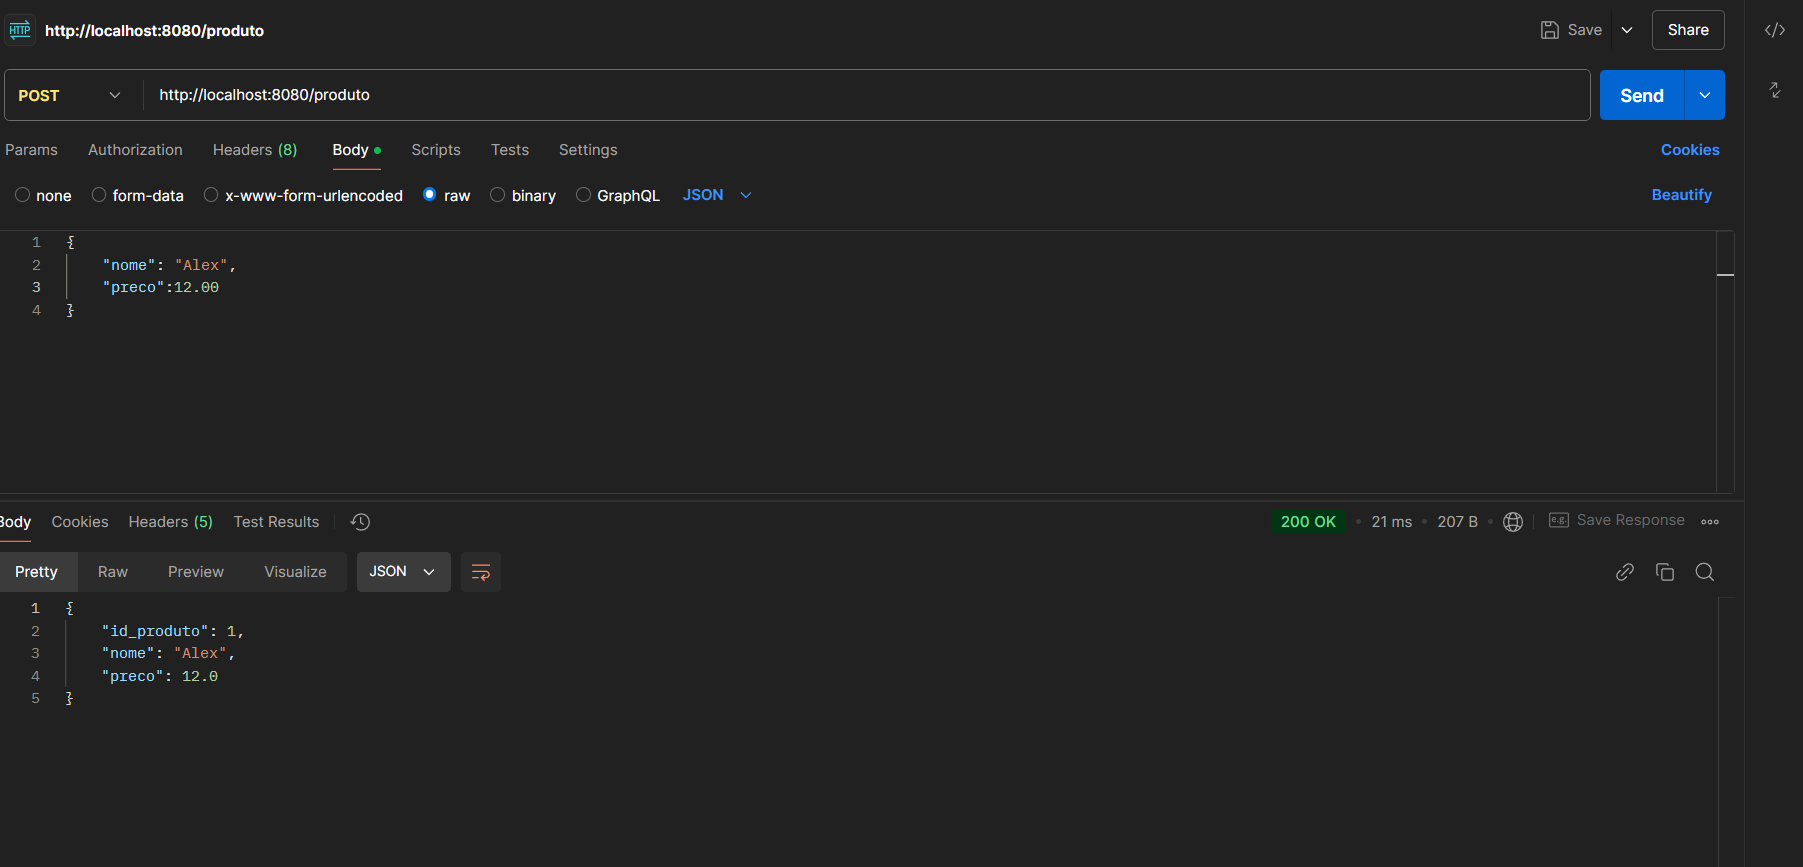 HTTP http://localhost:8080/produto Save Share
POST http://localhost:8080/produto Send
Params Authorization Headers (8) Body Scripts Tests Settings Cookies
none form-data x-www-form-urlencoded raw binary GraphQL JSON Beautify
1 {
2 "nome": "Alex",
3 "preco":12.00
4 }
Body Cookies Headers (5) Test Results 200 OK 21 ms 207 B e.g. Save Response
Pretty Raw Preview Visualize JSON
1 {
2 "id_produto": 1,
3 "nome": "Alex",
4 "preco": 12.0
5 }